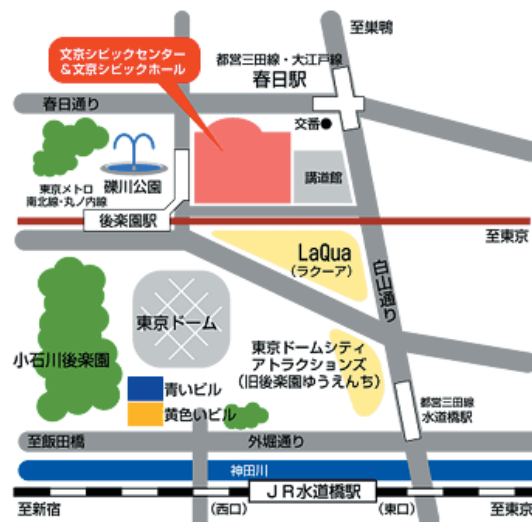 至巣鴨
文京シビックセンター
&文京シビックホール
都営三田線・大江戸線
春日駅
春日通り
交番
東京メトロ
南北線・丸ノ内線
礫川公園
講道館
後楽園駅
至東京
LaQua
(ラクーア)
白山通り
東京ドーム
小石川後楽園
東京ドームシティ
アトラクションズ
(旧後楽園ゆうえんち)
青いビル
黄色いビル
都営三田線
水道橋駅
至飯田橋
外堀通り
神田川
JR水道橋駅
至新宿
(西口)
(東口)
至東京